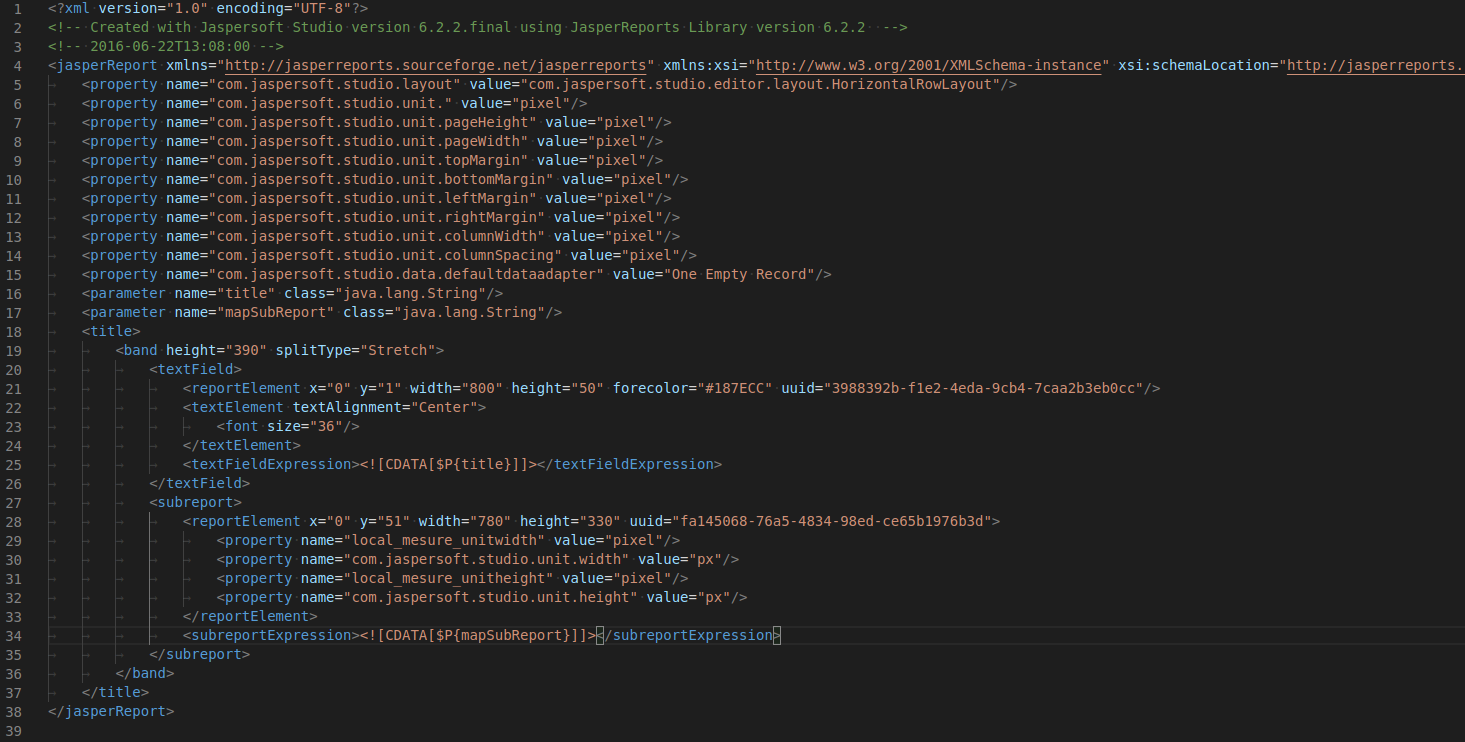 1 <?xml version="1.0" encoding="UTF-8"?>
2 <!-- Created with Jaspersoft Studio version 6.2.2.final using JasperReports Library version 6.2.2  -->
3 <!-- 2016-06-22T13:08:00 -->
4 <jasperReport xmlns="http://jasperreports.sourceforge.net/jasperreports" xmlns:xsi="http://www.w3.org/2001/XMLSchema-instance" xsi:schemaLocation="http://jasperreports.
5 <property name="com.jaspersoft.studio.layout" value="com.jaspersoft.studio.editor.layout.HorizontalRowLayout"/>
6 <property name="com.jaspersoft.studio.unit." value="pixel"/>
7 <property name="com.jaspersoft.studio.unit.pageHeight" value="pixel"/>
8 <property name="com.jaspersoft.studio.unit.pageWidth" value="pixel"/>
9 <property name="com.jaspersoft.studio.unit.topMargin" value="pixel"/>
10 <property name="com.jaspersoft.studio.unit.bottomMargin" value="pixel"/>
11 <property name="com.jaspersoft.studio.unit.leftMargin" value="pixel"/>
12 <property name="com.jaspersoft.studio.unit.rightMargin" value="pixel"/>
13 <property name="com.jaspersoft.studio.unit.columnWidth" value="pixel"/>
14 <property name="com.jaspersoft.studio.unit.columnSpacing" value="pixel"/>
15 <property name="com.jaspersoft.studio.data.defaultdataadapter" value="One Empty Record"/>
16 <parameter name="title" class="java.lang.String"/>
17 <parameter name="mapSubReport" class="java.lang.String"/>
18 <title>
19 <band height="390" splitType="Stretch">
20 <textField>
21 <reportElement x="0" y="1" width="800" height="50" forecolor="#187ECC" uuid="3988392b-f1e2-4eda-9cb4-7caa2b3eb0cc"/>
22 <textElement textAlignment="Center">
23 <font size="36"/>
24 </textElement>
25 <textFieldExpression><![CDATA[$P{title}]]></textFieldExpression>
26 </textField>
27 <subreport>
28 <reportElement x="0" y="51" width="780" height="330" uuid="fa145068-76a5-4834-98ed-ce65b1976b3d">
29 <property name="local_mesure_unitwidth" value="pixel"/>
30 <property name="com.jaspersoft.studio.unit.width" value="px"/>
31 <property name="local_mesure_unitheight" value="pixel"/>
32 <property name="com.jaspersoft.studio.unit.height" value="px"/>
33 </reportElement>
34 <subreportExpression><![CDATA[$P{mapSubReport}]]></subreportExpression>
35 </subreport>
36 </band>
37 </title>
38 </jasperReport>
39